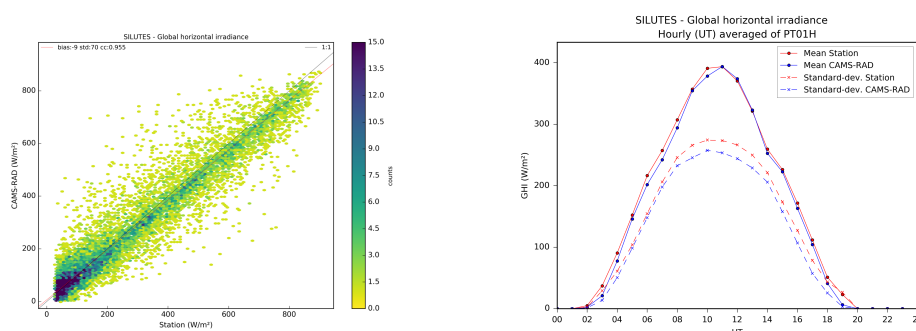 SILUTES - Global horizontal irradiance
bias:-9 std:70 cc:0.955
1:1
CAMS-RAD (W/m²)
800
600
400
200
0
0
200
400
600
800
Station (W/m²)
15.0
13.5
12.0
10.5
9.0
7.5
6.0
4.5
3.0
1.5
0.0
counts
SILUTES - Global horizontal irradiance
Hourly (UT) averaged of PT01H
Mean Station
Mean CAMS-RAD
Standard-dev. Station
Standard-dev. CAMS-RAD
GHI (W/m²)
400
300
200
100
0
00 02 04 06 08 10 12 14 16 18 20 22